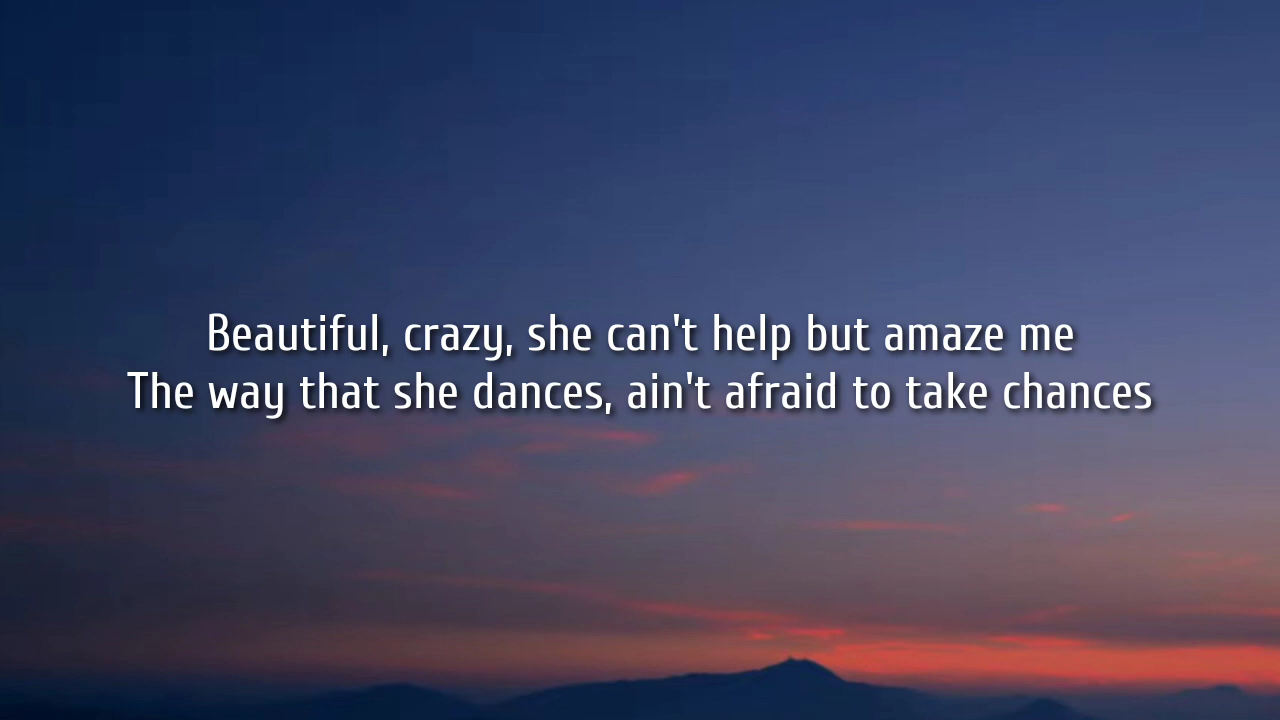 Beautiful, crazy, she can't help but amaze me
The way that she dances, ain't afraid to take chances